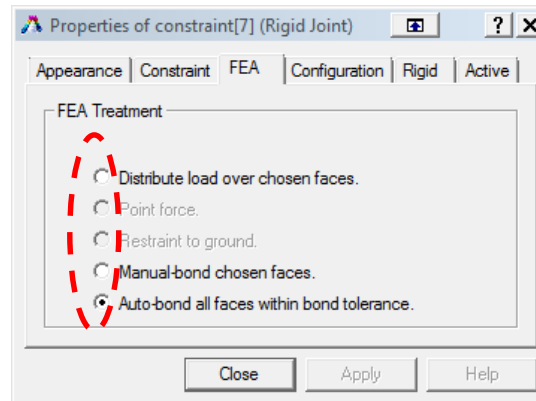 Properties of constraint[7] (Rigid Joint)
?
Appearance Constraint FEA Configuration Rigid Active
FEA Treatment
Distribute load over chosen faces.
Point force.
Restraint to ground.
Manual-bond chosen faces.
Auto-bond all faces within bond tolerance.
Close Apply Help